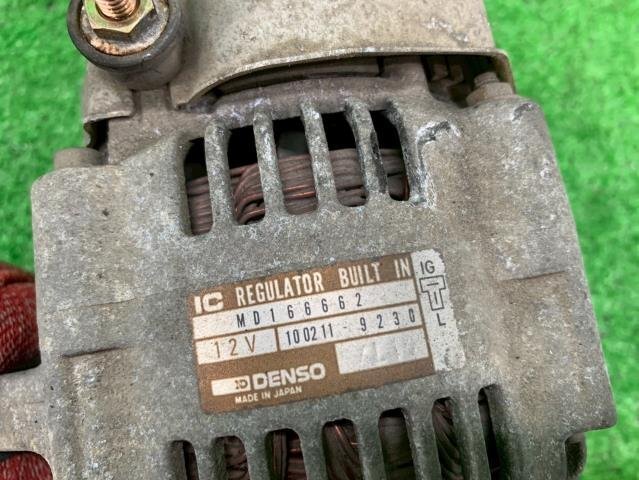 IC REGULATOR BUILT IN
IG
MD166662
12V 100211-9230
L
DENSO
MADE IN JAPAN